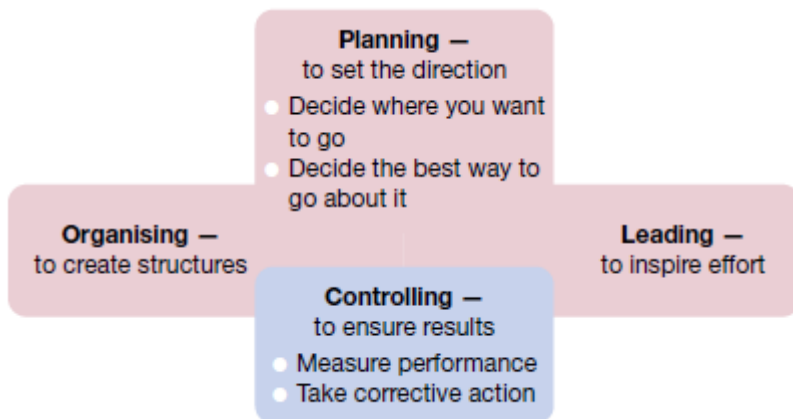 Planning —
to set the direction
Decide where you want
to go
Decide the best way to
go about it
Organising —
to create structures
Leading —
to inspire effort
Controlling —
to ensure results
Measure performance
Take corrective action